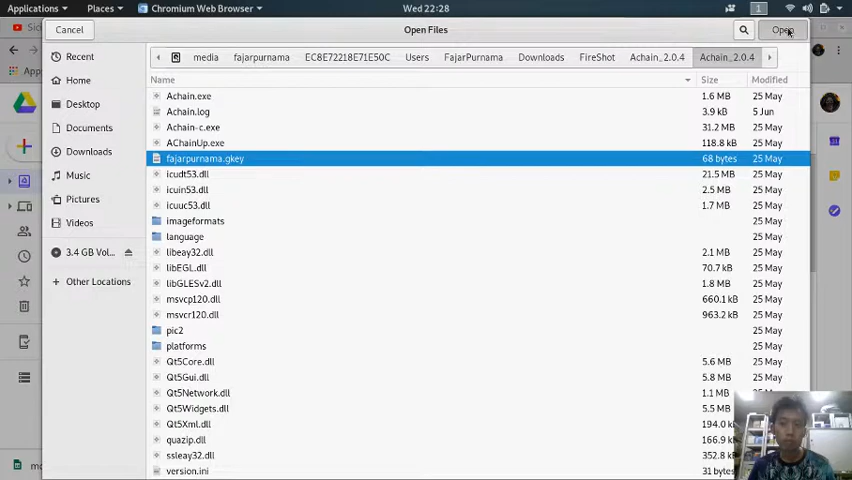 Applications Places Chromium Web Browser Wed 22:28 1
Cancel Open Files Open
media fajarpurnama EC8E72218E71E50C Users FajarPurnama Downloads FireShot Achain_2.0.4 Achain_2.0.4
Recent
Home
Desktop
Documents
Downloads
Music
Pictures
Videos
3.4 GB Vol...
Other Locations
Name Size Modified
Achain.exe 1.6 MB 25 May
Achain.log 3.9 kB 5 Jun
Achain-c.exe 31.2 MB 25 May
AChainUp.exe 118.8 kB 25 May
fajarpurnama.gkey 68 bytes 25 May
icudt53.dll 21.5 MB 25 May
icuin53.dll 2.5 MB 25 May
icuuc53.dll 1.7 MB 25 May
imageformats 25 May
language 25 May
libeay32.dll 2.1 MB 25 May
libEGL.dll 70.7 kB 25 May
libGLESv2.dll 1.8 MB 25 May
msvcp120.dll 660.1 kB 25 May
msvcr120.dll 963.2 kB 25 May
pic2 25 May
platforms 25 May
Qt5Core.dll 5.6 MB 25 May
Qt5Gui.dll 5.8 MB 25 May
Qt5Network.dll 1.1 MB 25 May
Qt5Widgets.dll 5.5 MB
Qt5Xml.dll 194.0
quazip.dll 166.9
ssleay32.dll 352.8
version.ini 31 bytes